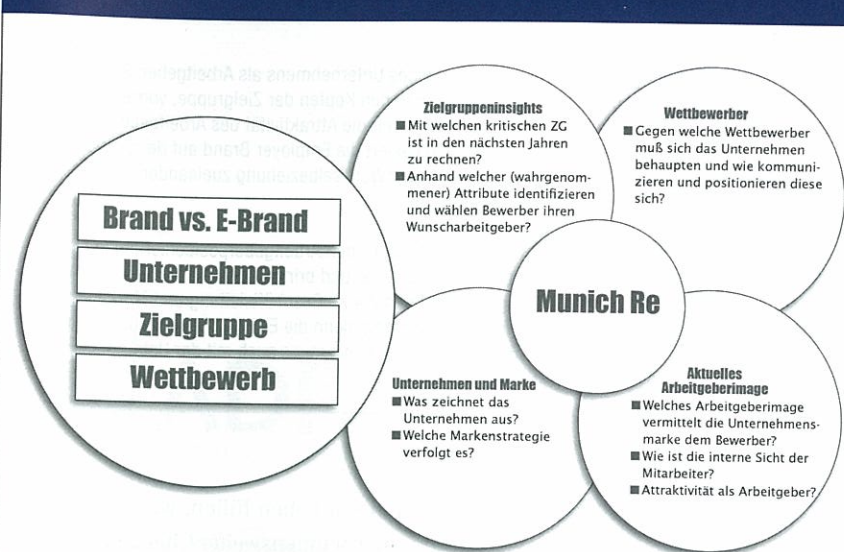 Brand vs. E-Brand
Unternehmen
Zielgruppe
Wettbewerb
Zielgruppeninsights
■ Mit welchen kritischen ZG
ist in den nächsten Jahren
zu rechnen?
■ Anhand welcher (wahrgenom-
mener) Attribute identifizieren
und wählen Bewerber ihren
Wunscharbeitgeber?
Wettbewerber
■ Gegen welche Wettbewerber
muß sich das Unternehmen
behaupten und wie kommuni-
zieren und positionieren diese
sich?
Munich Re
Unternehmen und Marke
■ Was zeichnet das
Unternehmen aus?
■ Welche Markenstrategie
verfolgt es?
Aktuelles
Arbeitgeberimage
■ Welches Arbeitgeberimage
vermittelt die Unternehmens-
marke dem Bewerber?
■ Wie ist die interne Sicht der
Mitarbeiter?
■ Attraktivität als Arbeitgeber?